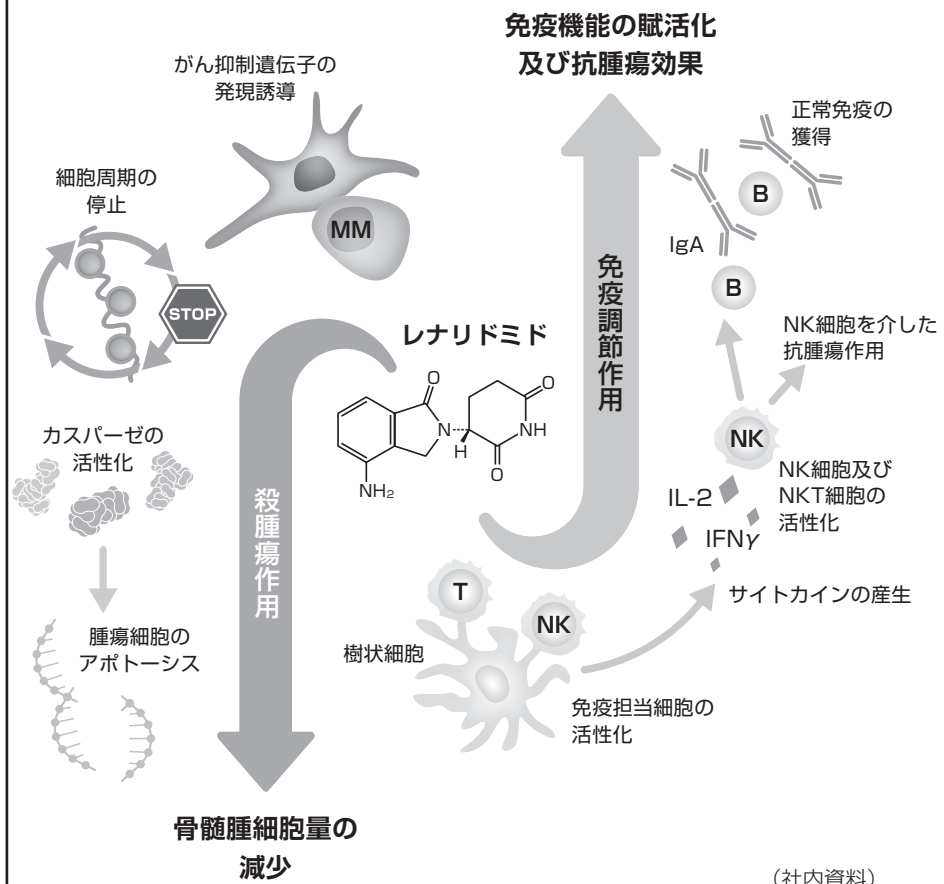 免疫機能の賦活化
及び抗腫瘍効果
がん抑制遺伝子の
発現誘導
正常免疫の
獲得
細胞周期の
停止
MM
B
IgA
B
STOP
免疫調節作用
NK細胞を介した
抗腫瘍作用
レナリドミド
O
O
N
NH
H
O
NH₂
カスパーゼの
活性化
NK
NK細胞及び
NKT細胞の
活性化
IL-2
IFNγ
殺腫瘍作用
サイトカインの産生
T
NK
樹状細胞
腫瘍細胞の
アポトーシス
免疫担当細胞の
活性化
骨髄腫細胞量の
減少
（社内資料）